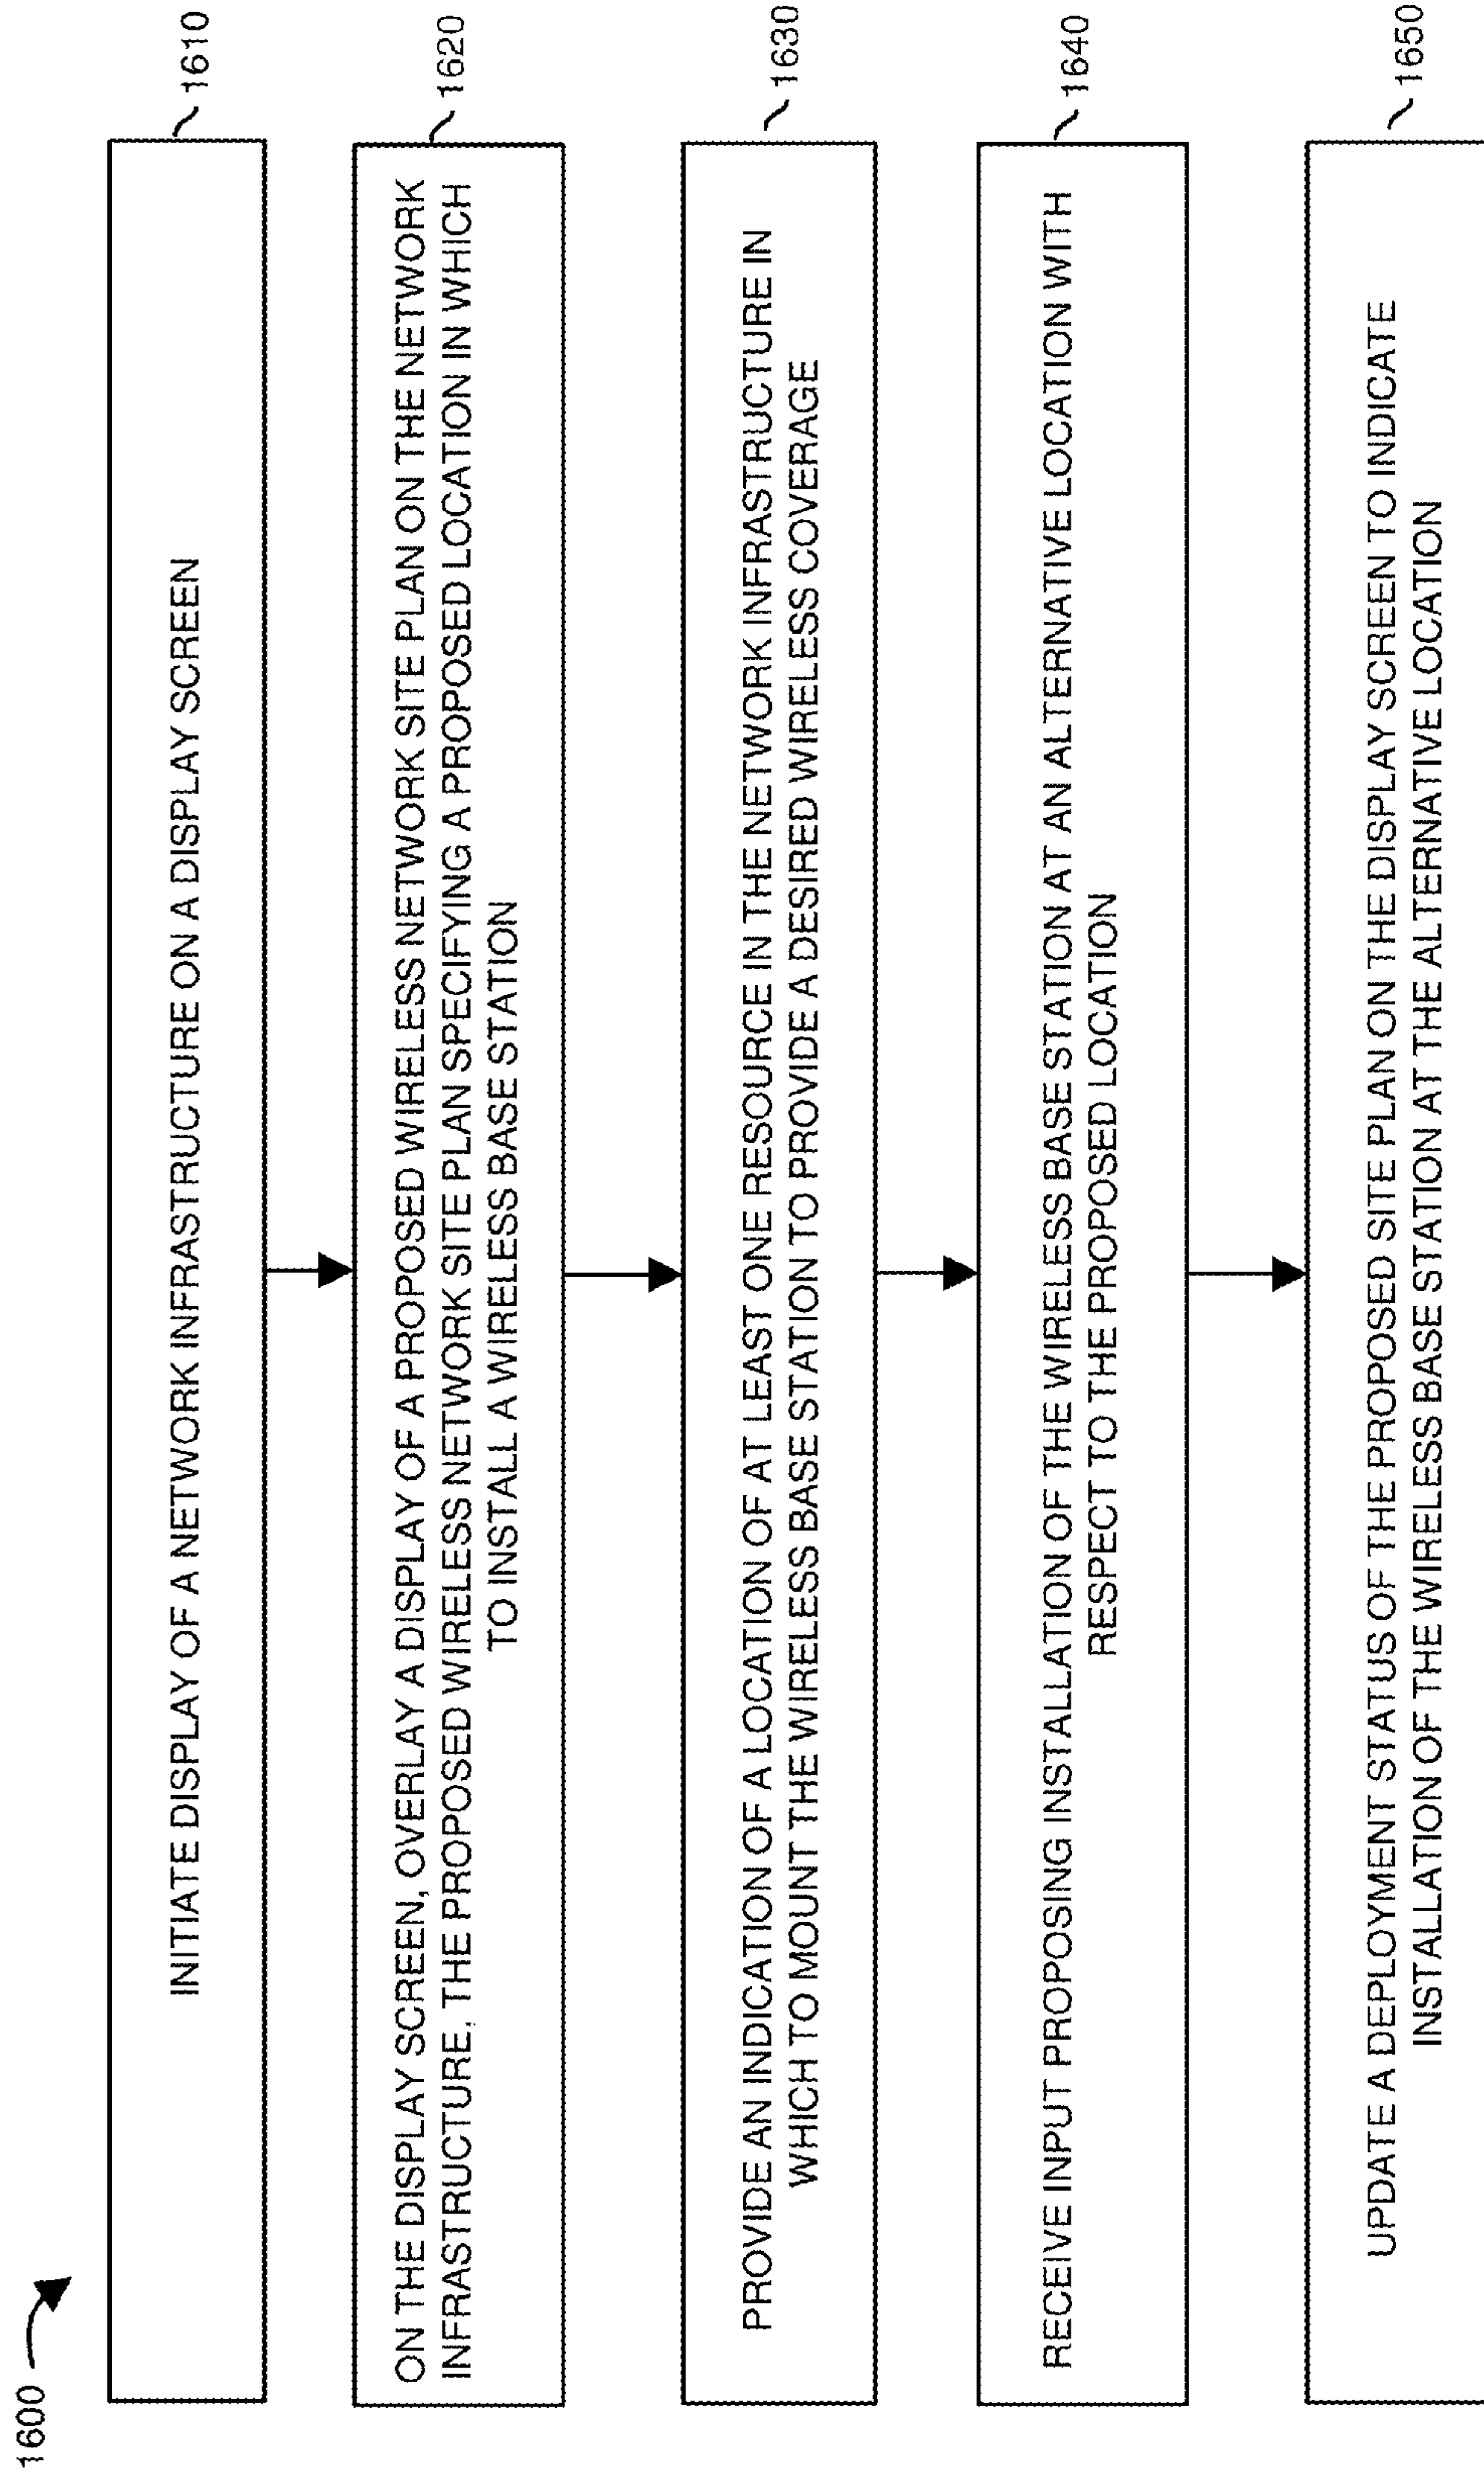 1600
INITIATE DISPLAY OF A NETWORK INFRASTRUCTURE ON A DISPLAY SCREEN
1610
ON THE DISPLAY SCREEN, OVERLAY A DISPLAY OF A PROPOSED WIRELESS NETWORK SITE PLAN ON THE NETWORK
INFRASTRUCTURE, THE PROPOSED WIRELESS NETWORK SITE PLAN SPECIFYING A PROPOSED LOCATION IN WHICH
TO INSTALL A WIRELESS BASE STATION
1620
PROVIDE AN INDICATION OF A LOCATION OF AT LEAST ONE RESOURCE IN THE NETWORK INFRASTRUCTURE IN
WHICH TO MOUNT THE WIRELESS BASE STATION TO PROVIDE A DESIRED WIRELESS COVERAGE
1630
RECEIVE INPUT PROPOSING INSTALLATION OF THE WIRELESS BASE STATION AT AN ALTERNATIVE LOCATION WITH
RESPECT TO THE PROPOSED LOCATION
1640
UPDATE A DEPLOYMENT STATUS OF THE PROPOSED SITE PLAN ON THE DISPLAY SCREEN TO INDICATE
INSTALLATION OF THE WIRELESS BASE STATION AT THE ALTERNATIVE LOCATION
1650